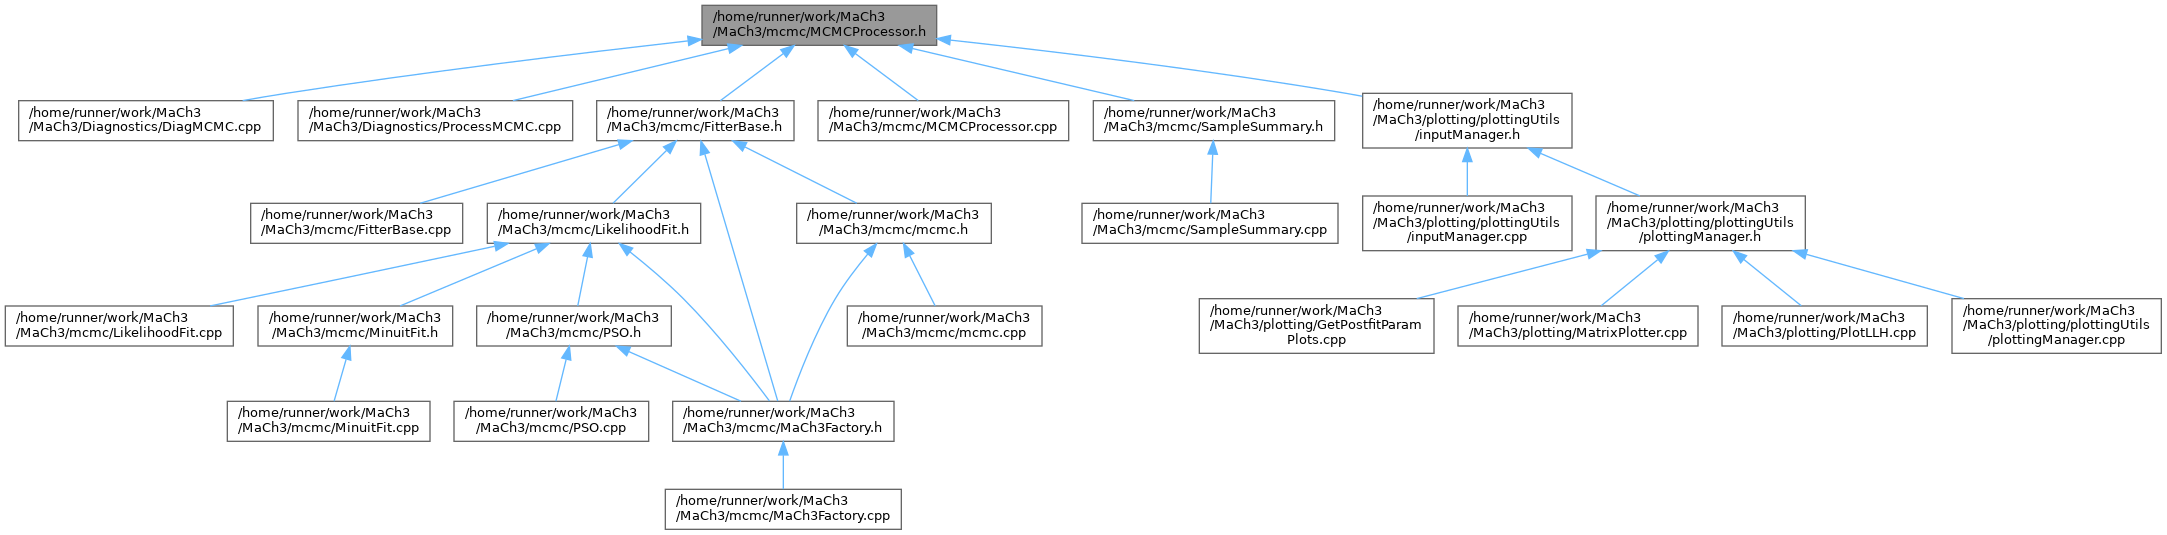 /home/runner/work/MaCh3
/MaCh3/mcmc/MCMCProcessor.h
/home/runner/work/MaCh3
/MaCh3/Diagnostics/DiagMCMC.cpp
/home/runner/work/MaCh3
/MaCh3/Diagnostics/ProcessMCMC.cpp
/home/runner/work/MaCh3
/MaCh3/mcmc/FitterBase.h
/home/runner/work/MaCh3
/MaCh3/mcmc/MCMCProcessor.cpp
/home/runner/work/MaCh3
/MaCh3/mcmc/SampleSummary.h
/home/runner/work/MaCh3
/MaCh3/plotting/plottingUtils
/inputManager.h
/home/runner/work/MaCh3
/MaCh3/mcmc/FitterBase.cpp
/home/runner/work/MaCh3
/MaCh3/mcmc/LikelihoodFit.h
/home/runner/work/MaCh3
/MaCh3/mcmc/mcmc.h
/home/runner/work/MaCh3
/MaCh3/mcmc/SampleSummary.cpp
/home/runner/work/MaCh3
/MaCh3/plotting/plottingUtils
/inputManager.cpp
/home/runner/work/MaCh3
/MaCh3/plotting/plottingUtils
/plottingManager.h
/home/runner/work/MaCh3
/MaCh3/mcmc/LikelihoodFit.cpp
/home/runner/work/MaCh3
/MaCh3/mcmc/MinuitFit.h
/home/runner/work/MaCh3
/MaCh3/mcmc/PSO.h
/home/runner/work/MaCh3
/MaCh3/mcmc/mcmc.cpp
/home/runner/work/MaCh3
/MaCh3/plotting/GetPostfitParam
Plots.cpp
/home/runner/work/MaCh3
/MaCh3/plotting/MatrixPlotter.cpp
/home/runner/work/MaCh3
/MaCh3/plotting/PlotLLH.cpp
/home/runner/work/MaCh3
/MaCh3/plotting/plottingUtils
/plottingManager.cpp
/home/runner/work/MaCh3
/MaCh3/mcmc/MinuitFit.cpp
/home/runner/work/MaCh3
/MaCh3/mcmc/PSO.cpp
/home/runner/work/MaCh3
/MaCh3/mcmc/MaCh3Factory.h
/home/runner/work/MaCh3
/MaCh3/mcmc/MaCh3Factory.cpp